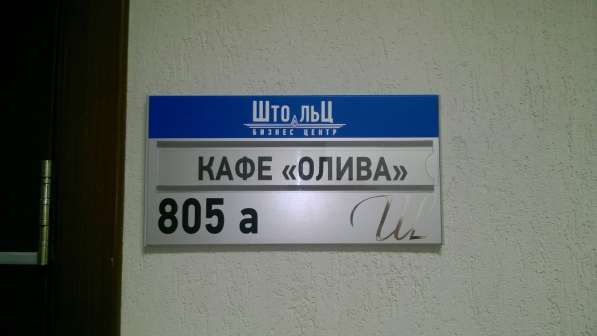 Штольц
БИЗНЕС ЦЕНТР
КАФЕ «ОЛИВА»
805 а
Ш